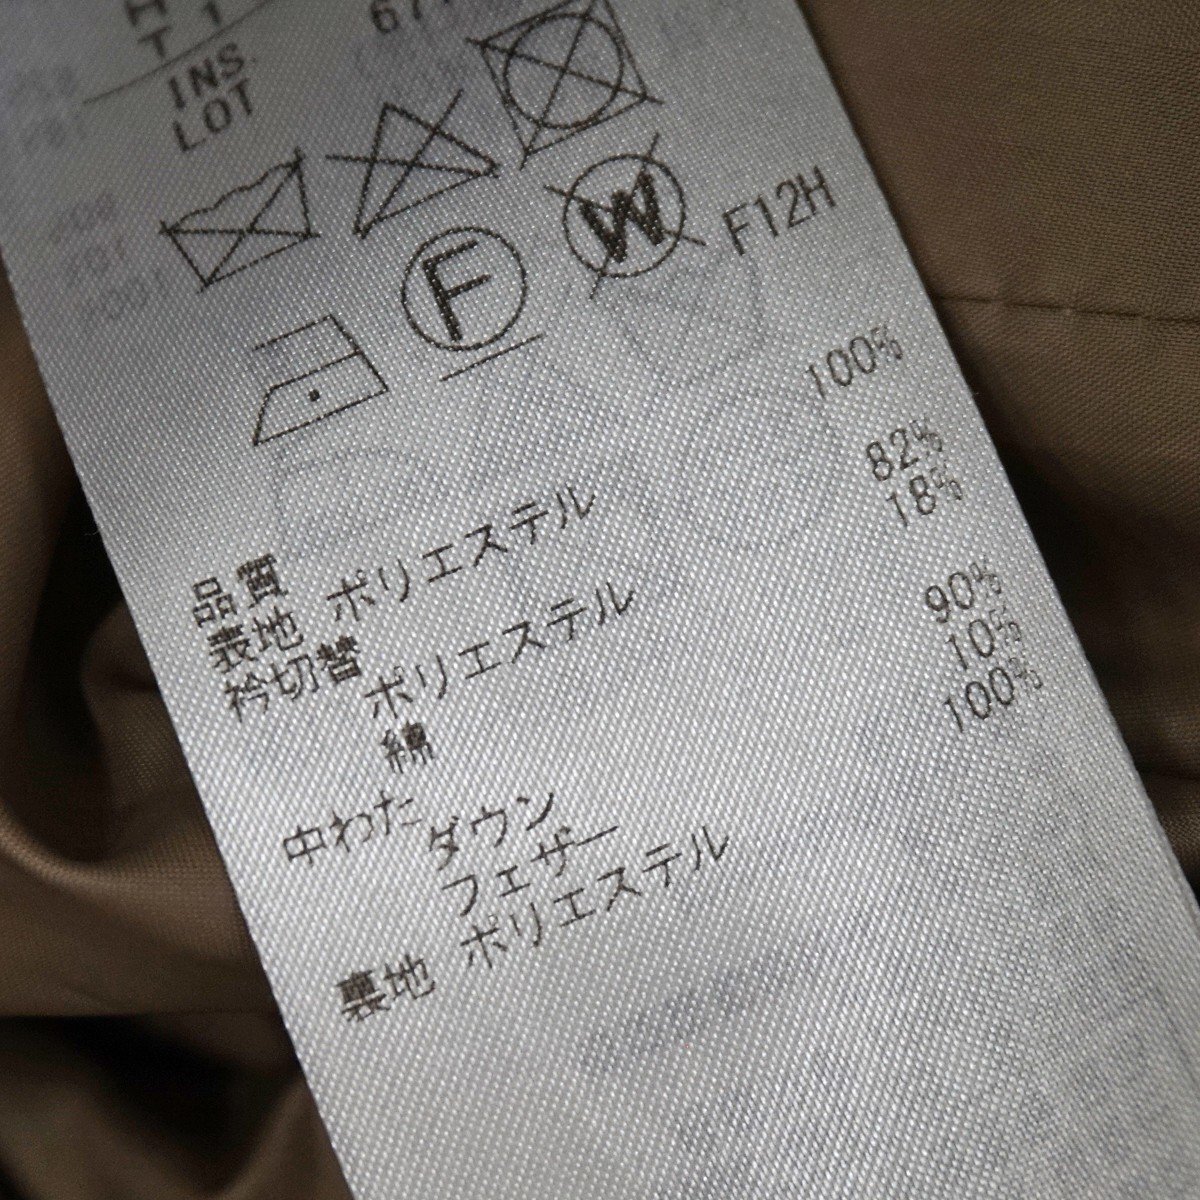 INS.
LOT
W
F12H
F
品質
表地 ポリエステル 100%
衿切替
ポリエステル 82%
綿 18%
中わた ダウン 90%
フェザー 10%
裏地 ポリエステル 100%